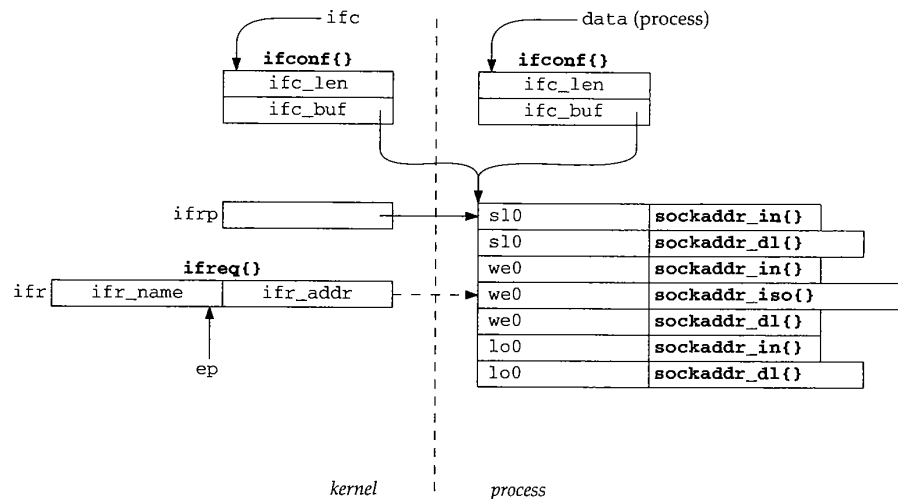 ifc
data (process)
ifconf{}
ifconf{}
ifc_len
ifc_len
ifc_buf
ifc_buf
ifrp
sl0 sockaddr_in{}
sl0 sockaddr_dl{}
we0 sockaddr_in{}
ifreq{}
ifr ifr_name ifr_addr
we0 sockaddr_iso{}
we0 sockaddr_dl{}
lo0 sockaddr_in{}
ep
lo0 sockaddr_dl{}
kernel
process